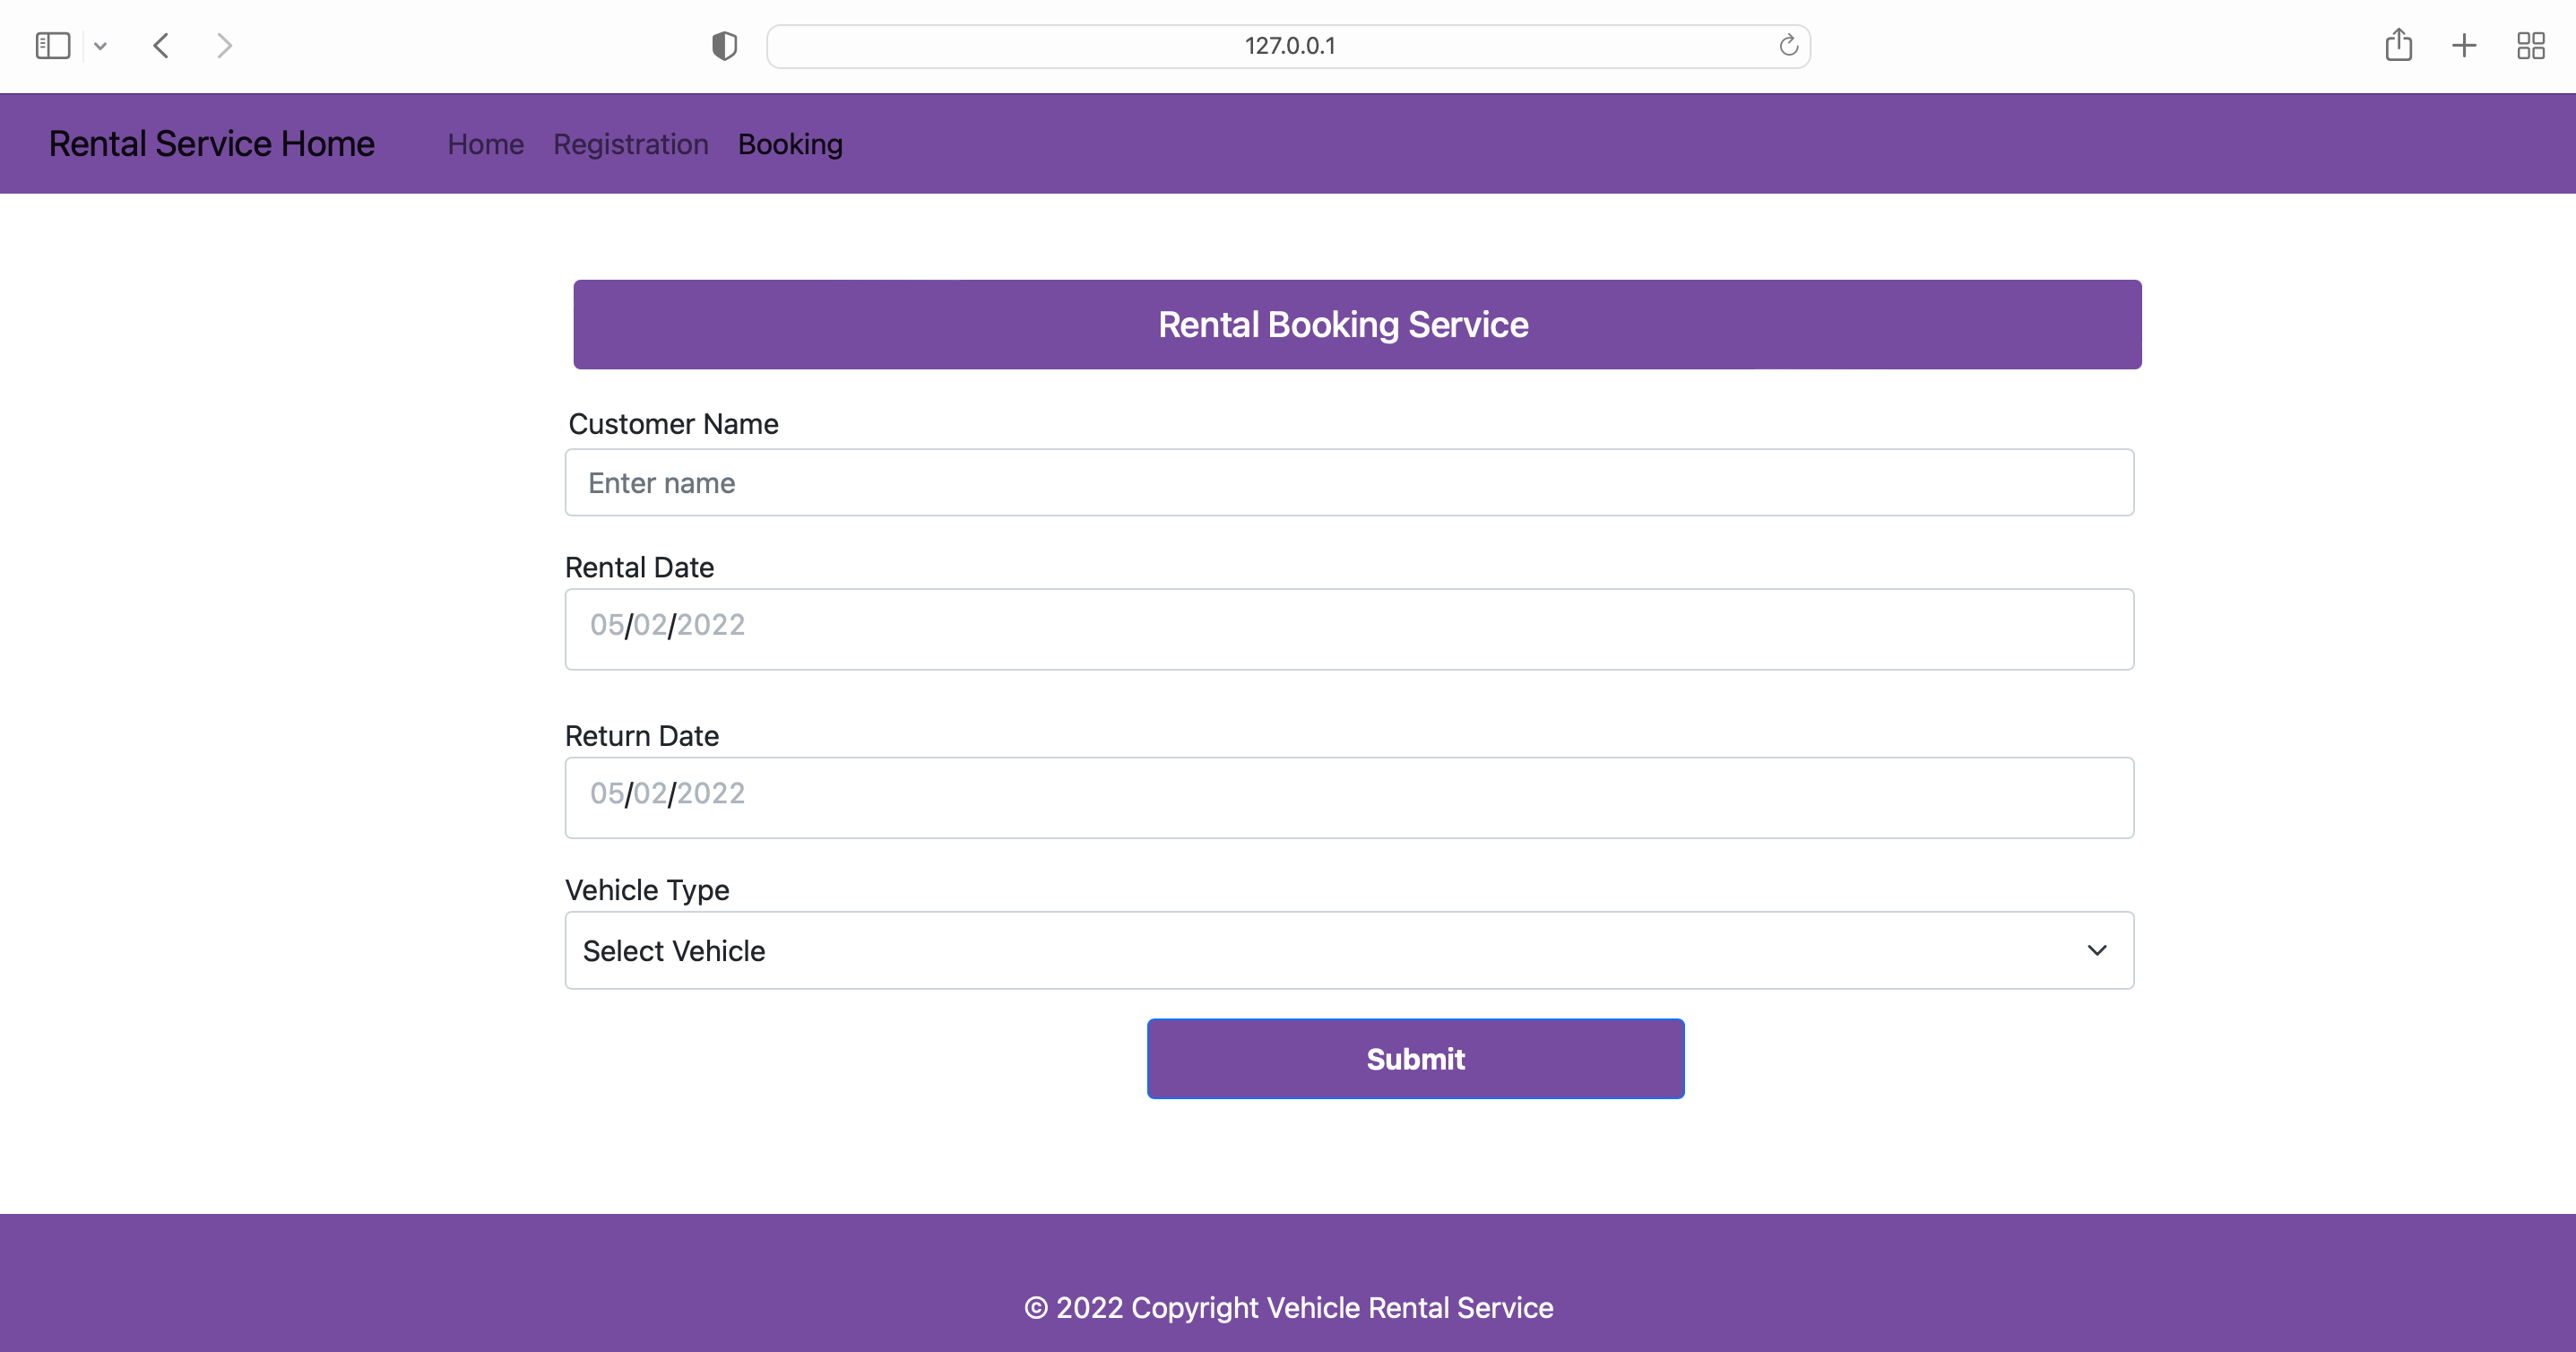 127.0.0.1
Rental Service Home Home Registration Booking
Rental Booking Service
Customer Name
Enter name
Rental Date
05/02/2022
Return Date
05/02/2022
Vehicle Type
Select Vehicle
Submit
© 2022 Copyright Vehicle Rental Service